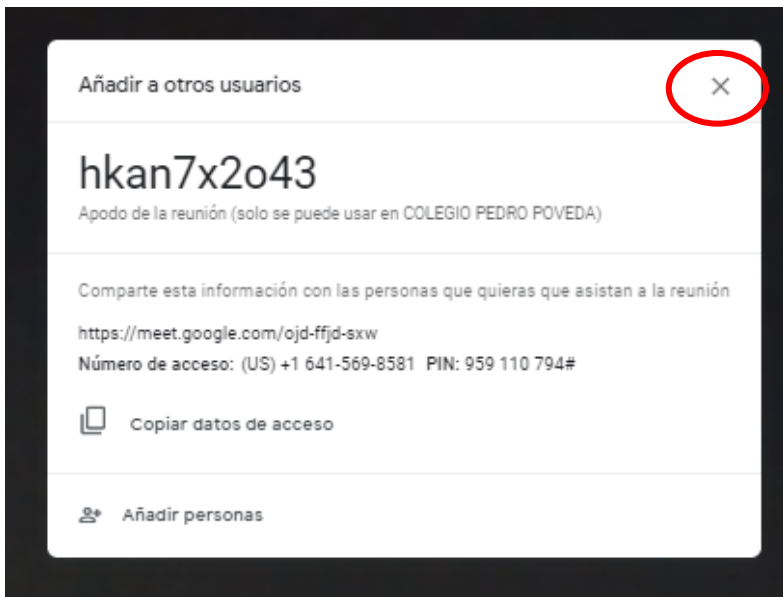 Añadir a otros usuarios
hkan7x2o43
Apodo de la reunión (solo se puede usar en COLEGIO PEDRO POVEDA)
Comparte esta información con las personas que quieras que asistan a la reunión
https://meet.google.com/ojd-ffjd-sxw
Número de acceso: (US) +1 641-569-8581 PIN: 959 110 794#
Copiar datos de acceso
Añadir personas